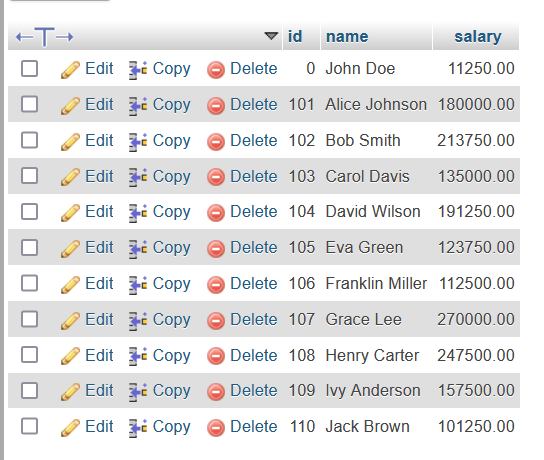 id name salary
Edit Copy Delete 0 John Doe 11250.00
Edit Copy Delete 101 Alice Johnson 180000.00
Edit Copy Delete 102 Bob Smith 213750.00
Edit Copy Delete 103 Carol Davis 135000.00
Edit Copy Delete 104 David Wilson 191250.00
Edit Copy Delete 105 Eva Green 123750.00
Edit Copy Delete 106 Franklin Miller 112500.00
Edit Copy Delete 107 Grace Lee 270000.00
Edit Copy Delete 108 Henry Carter 247500.00
Edit Copy Delete 109 Ivy Anderson 157500.00
Edit Copy Delete 110 Jack Brown 101250.00